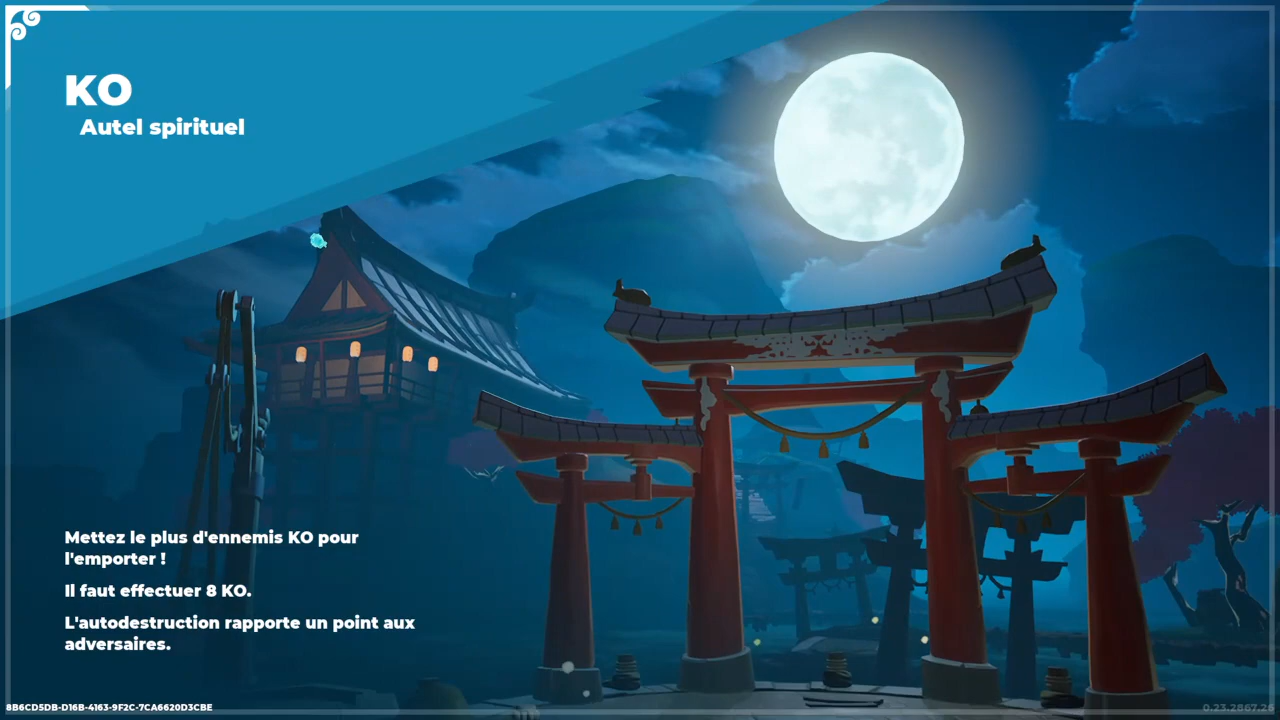 KO
Autel spirituel
Mettez le plus d'ennemis KO pour
l'emporter !
Il faut effectuer 8 KO.
L'autodestruction rapporte un point aux
adversaires.
8B6CD5DB-D16B-4163-9F2C-7CA6620D3CBE
0.23.2867.26